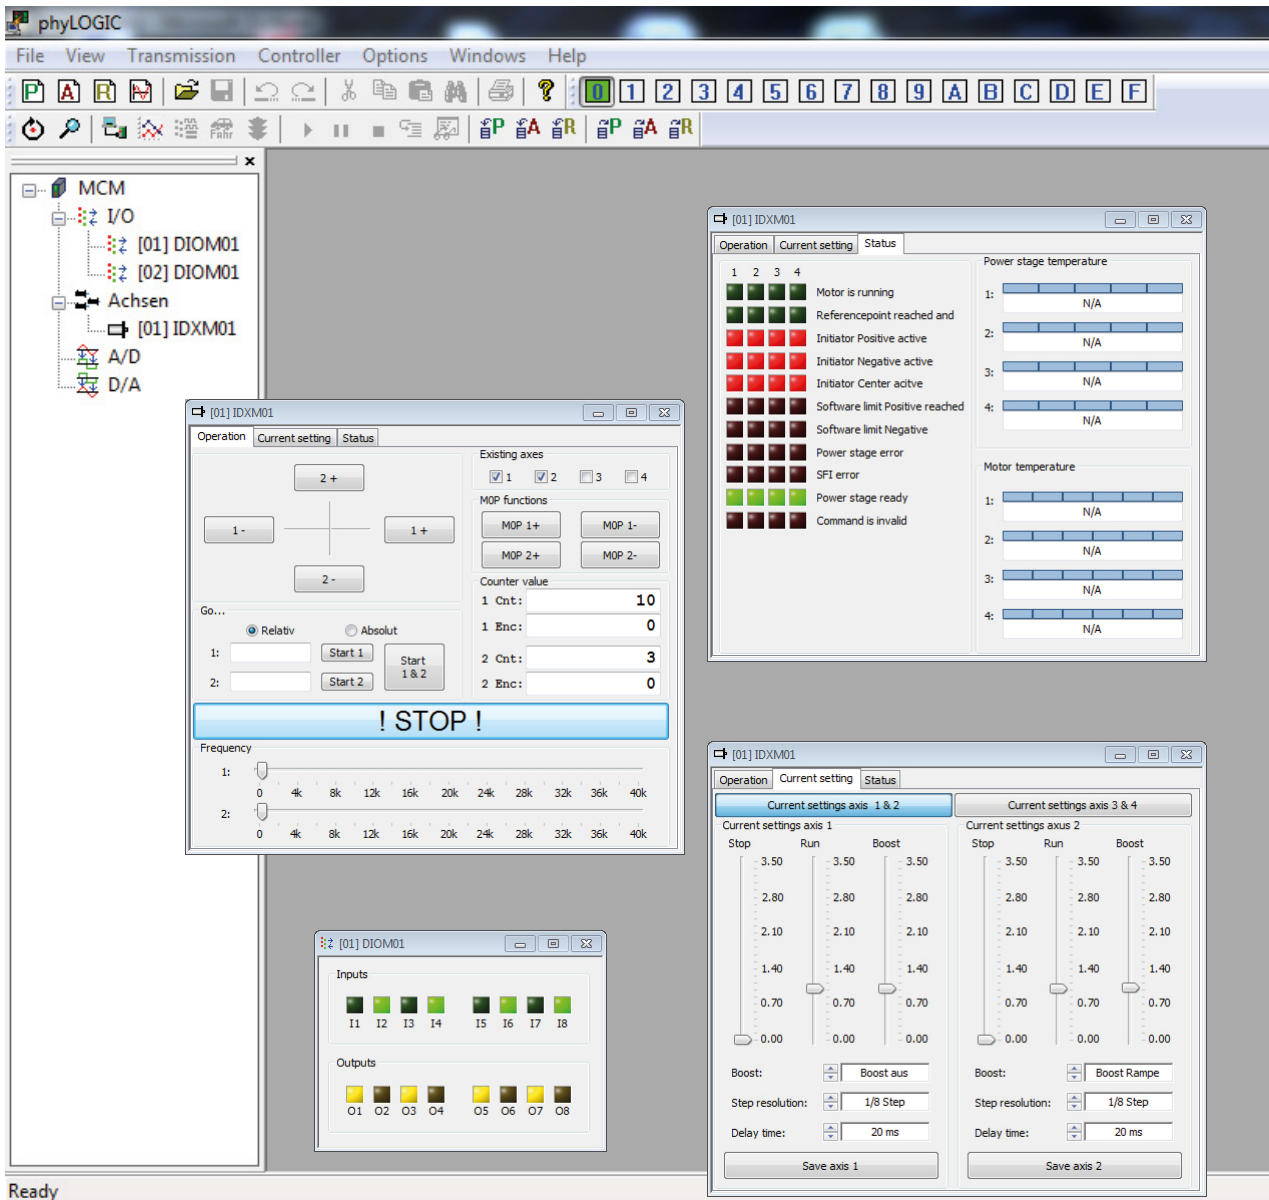 phyLOGIC
File View Transmission Controller Options Windows Help
P A R 0 1 2 3 4 5 6 7 8 9 A B C D E F
Fahr P A R P A R
MCM
I/O
[01] DIOM01
[02] DIOM01
Achsen
[01] IDXM01
A/D
D/A
[01] IDXM01
Operation Current setting Status
2 +
1 - 1 +
2 -
Existing axes
1 2 3 4
MOP functions
MOP 1+ MOP 1-
MOP 2+ MOP 2-
Counter value
1 Cnt: 10
1 Enc: 0
2 Cnt: 3
2 Enc: 0
Go...
Relativ Absolut
1: Start 1
2: Start 2
Start
1 & 2
! STOP !
Frequency
1:
0 4k 8k 12k 16k 20k 24k 28k 32k 36k 40k
2:
0 4k 8k 12k 16k 20k 24k 28k 32k 36k 40k
[01] DIOM01
Inputs
I1 I2 I3 I4 I5 I6 I7 I8
Outputs
O1 O2 O3 O4 O5 O6 O7 O8
[01] IDXM01
Operation Current setting Status
1 2 3 4
Motor is running
Referencepoint reached and
Initiator Positive active
Initiator Negative active
Initiator Center acitve
Software limit Positive reached
Software limit Negative
Power stage error
SFI error
Power stage ready
Command is invalid
Power stage temperature
1:
N/A
2:
N/A
3:
N/A
4:
N/A
Motor temperature
1:
N/A
2:
N/A
3:
N/A
4:
N/A
[01] IDXM01
Operation Current setting Status
Current settings axis 1 & 2 Current settings axis 3 & 4
Current settings axis 1
Stop Run Boost
3.50 3.50 3.50
2.80 2.80 2.80
2.10 2.10 2.10
1.40 1.40 1.40
0.70 0.70 0.70
0.00 0.00 0.00
Boost: Boost aus
Step resolution: 1/8 Step
Delay time: 20 ms
Save axis 1
Current settings axus 2
Stop Run Boost
3.50 3.50 3.50
2.80 2.80 2.80
2.10 2.10 2.10
1.40 1.40 1.40
0.70 0.70 0.70
0.00 0.00 0.00
Boost: Boost Rampe
Step resolution: 1/8 Step
Delay time: 20 ms
Save axis 2
Ready